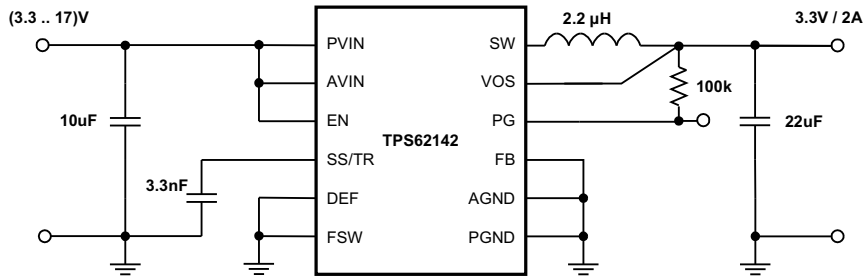 (3.3 .. 17)V
2.2 µH
3.3V / 2A
PVIN
SW
AVIN
VOS
100k
10uF
EN
PG
22uF
TPS62142
SS/TR
FB
3.3nF
DEF
AGND
FSW
PGND